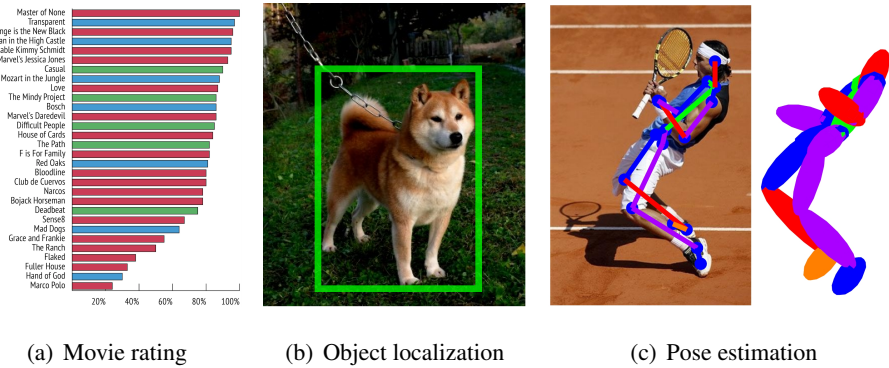 Master of None
Transparent
nge is the New Black
an in the High Castle
able Kimmy Schmidt
Marvel's Jessica Jones
Casual
Mozart in the Jungle
Love
The Mindy Project
Bosch
Marvel's Daredevil
Difficult People
House of Cards
The Path
F is For Family
Red Oaks
Bloodline
Club de Cuervos
Narcos
Bojack Horseman
Deadbeat
Sense8
Mad Dogs
Grace and Frankie
The Ranch
Flaked
Fuller House
Hand of God
Marco Polo
20% 40% 60% 80% 100%
(a) Movie rating
(b) Object localization
(c) Pose estimation